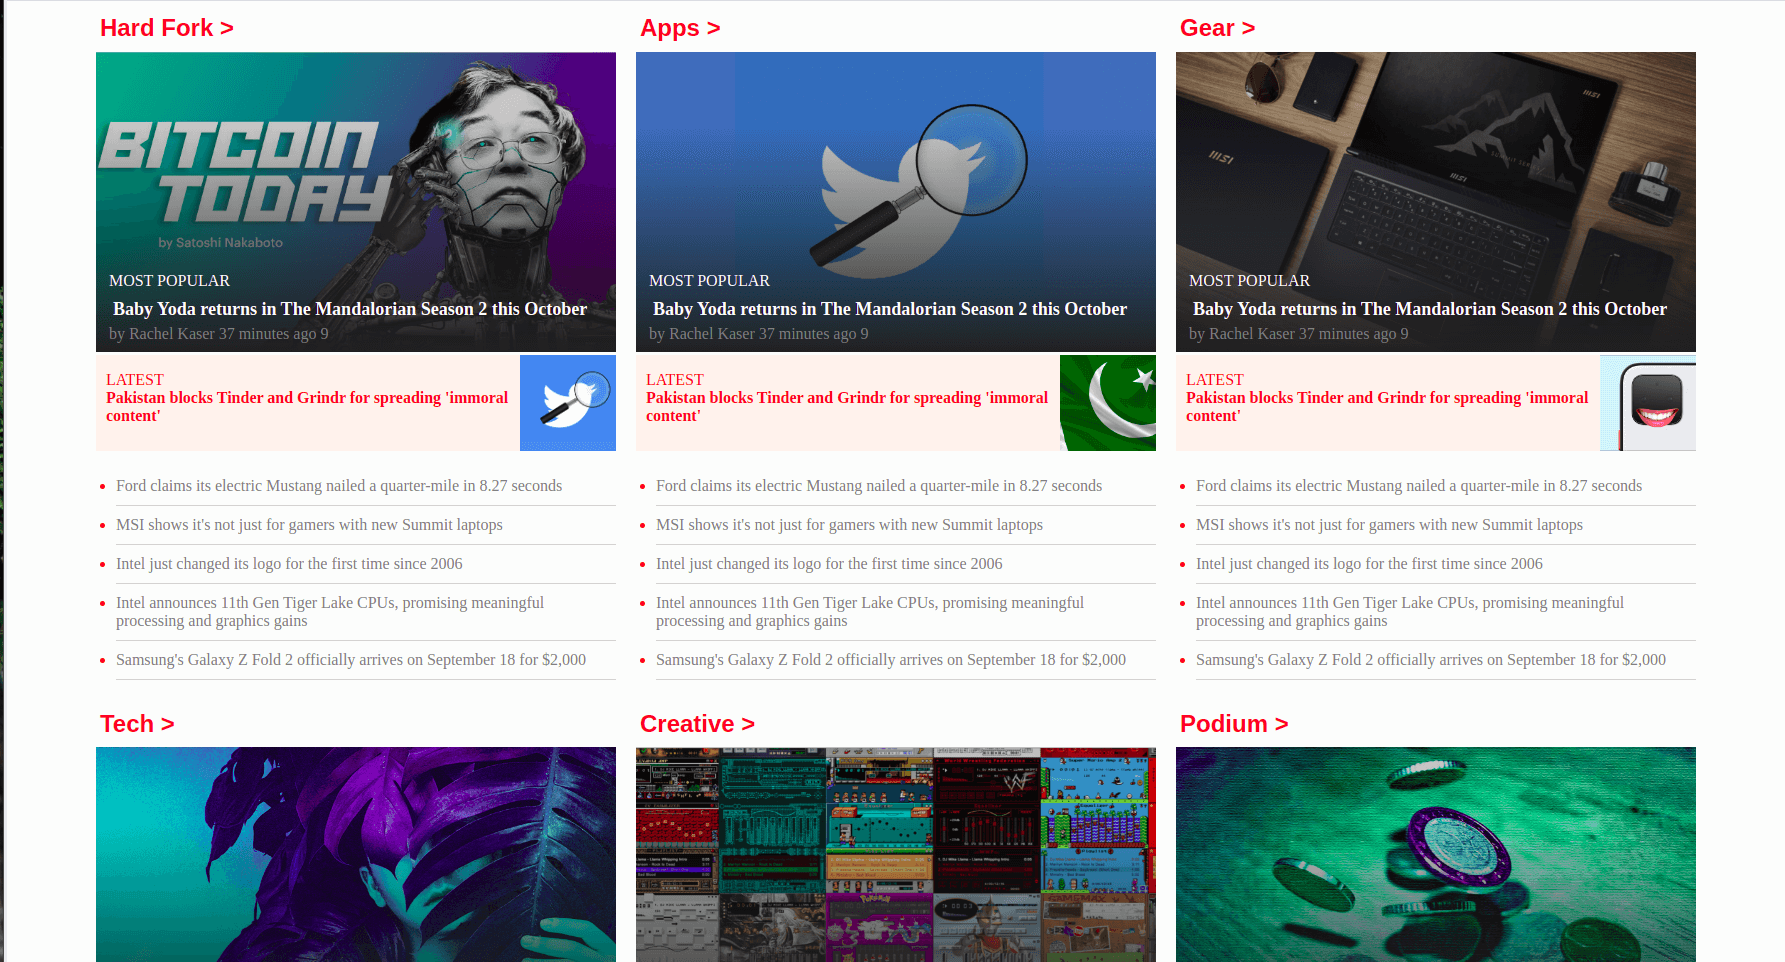 Hard Fork >
BITCOIN
TODAY
by Satoshi Nakaboto
MOST POPULAR
Baby Yoda returns in The Mandalorian Season 2 this October
by Rachel Kaser 37 minutes ago 9
LATEST
Pakistan blocks Tinder and Grindr for spreading 'immoral
content'
Ford claims its electric Mustang nailed a quarter-mile in 8.27 seconds
MSI shows it's not just for gamers with new Summit laptops
Intel just changed its logo for the first time since 2006
Intel announces 11th Gen Tiger Lake CPUs, promising meaningful
processing and graphics gains
Samsung's Galaxy Z Fold 2 officially arrives on September 18 for $2,000
Apps >
MOST POPULAR
Baby Yoda returns in The Mandalorian Season 2 this October
by Rachel Kaser 37 minutes ago 9
LATEST
Pakistan blocks Tinder and Grindr for spreading 'immoral
content'
Ford claims its electric Mustang nailed a quarter-mile in 8.27 seconds
MSI shows it's not just for gamers with new Summit laptops
Intel just changed its logo for the first time since 2006
Intel announces 11th Gen Tiger Lake CPUs, promising meaningful
processing and graphics gains
Samsung's Galaxy Z Fold 2 officially arrives on September 18 for $2,000
Gear >
msi
msi
msi
MOST POPULAR
Baby Yoda returns in The Mandalorian Season 2 this October
by Rachel Kaser 37 minutes ago 9
LATEST
Pakistan blocks Tinder and Grindr for spreading 'immoral
content'
Ford claims its electric Mustang nailed a quarter-mile in 8.27 seconds
MSI shows it's not just for gamers with new Summit laptops
Intel just changed its logo for the first time since 2006
Intel announces 11th Gen Tiger Lake CPUs, promising meaningful
processing and graphics gains
Samsung's Galaxy Z Fold 2 officially arrives on September 18 for $2,000
Tech >
Creative >
Podium >